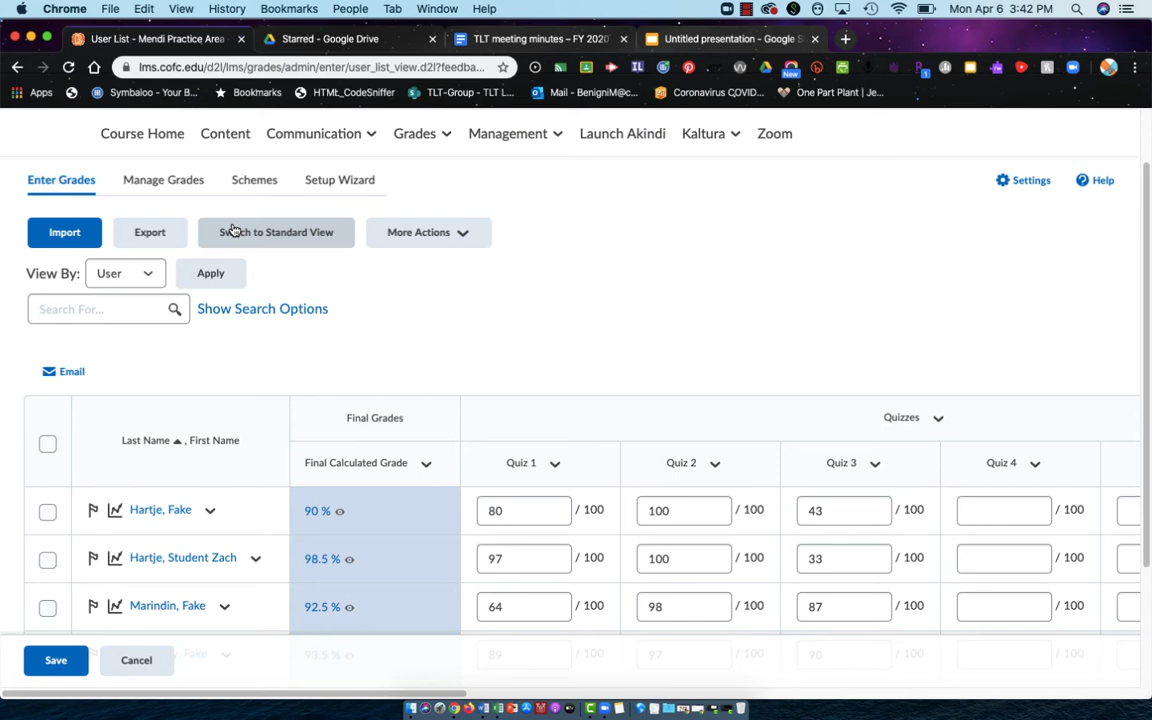 Chrome File Edit View History Bookmarks People Tab Window Help Mon Apr 6 3:42 PM
User List - Mendi Practice Area Starred - Google Drive TLT meeting minutes – FY 2020 Untitled presentation - Google S
lms.cofc.edu/d2l/lms/grades/admin/enter/user_list_view.d2l?feedba...
New 1
Apps Symbaloo - Your B... Bookmarks HTML_CodeSniffer TLT-Group - TLT L... Mail - BenigniM@c... Coronavirus COVID... One Part Plant | Je...
Course Home Content Communication Grades Management Launch Akindi Kaltura Zoom
Enter Grades Manage Grades Schemes Setup Wizard Settings Help
Import Export Switch to Standard View More Actions
View By: User Apply
Search For... Show Search Options
Email
Last Name , First Name Final Grades Quizzes
Final Calculated Grade Quiz 1 Quiz 2 Quiz 3 Quiz 4
Hartje, Fake 90 % 80 / 100 100 / 100 43 / 100 / 100
Hartje, Student Zach 98.5 % 97 / 100 100 / 100 33 / 100 / 100
Marindin, Fake 92.5 % 64 / 100 98 / 100 87 / 100 / 100
Fake 93.5 % 89 / 100 97 / 100 90 / 100 / 100
Save Cancel